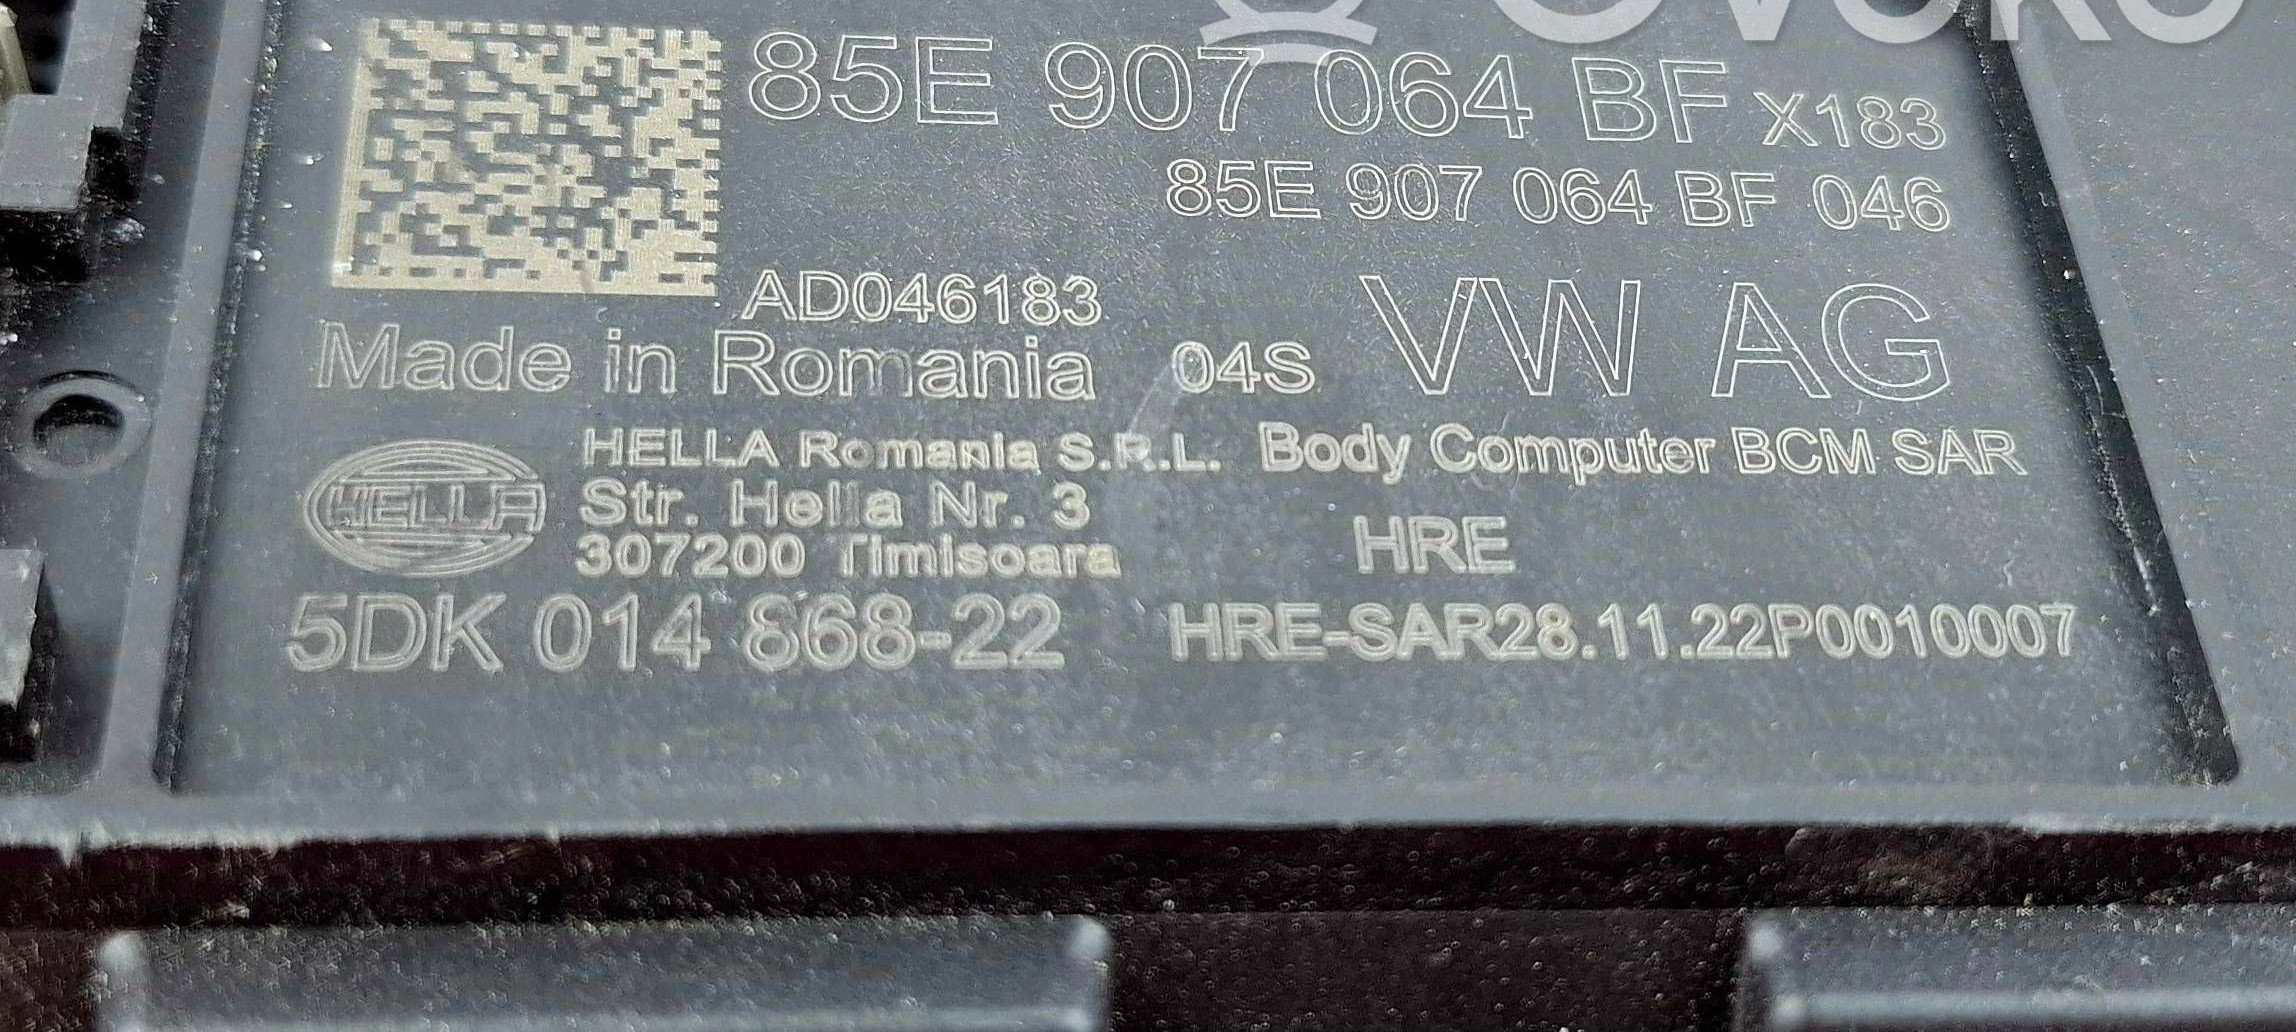 OVOKO
85E 907 064 BF X183
85E 907 064 BF 046
AD046183
Made in Romania 04S VW AG
HELLA Romania S.R.L. Body Computer BCM SAR
HELLA Str. Hella Nr. 3 HRE
307200 Timisoara
5DK 014 868-22 HRE-SAR28.11.22P0010007